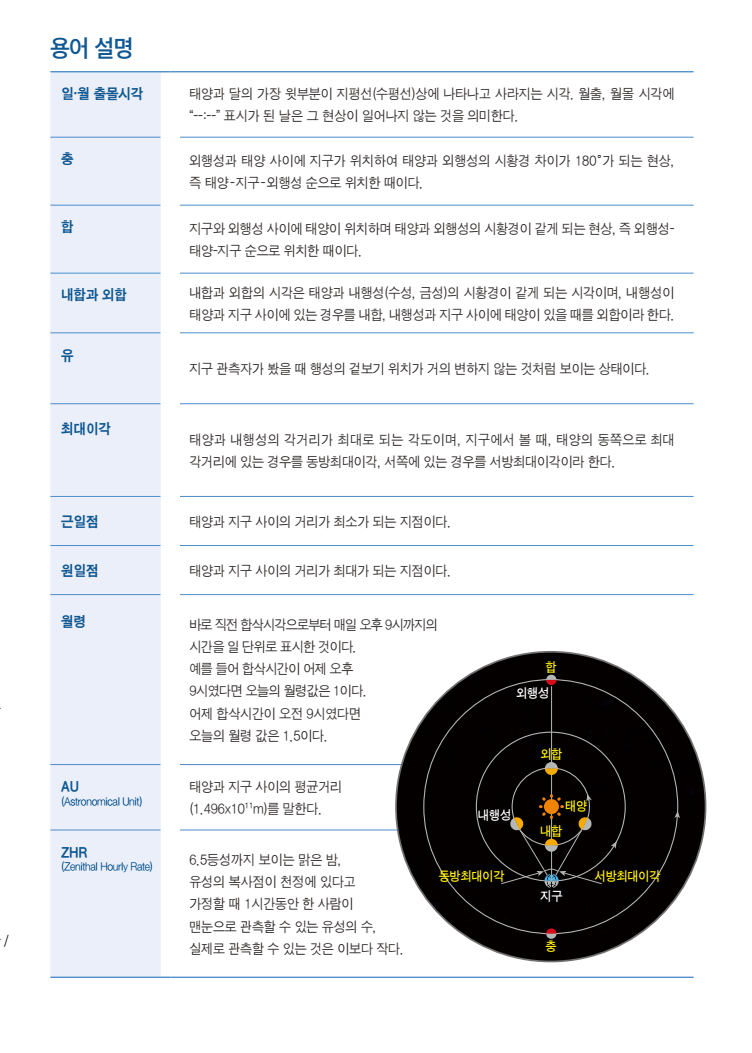 용어 설명
일·월 출몰시각
태양과 달의 가장 윗부분이 지평선(수평선)상에 나타나고 사라지는 시각. 월출, 월몰 시각에
“--:--” 표시가 된 날은 그 현상이 일어나지 않는 것을 의미한다.
충
외행성과 태양 사이에 지구가 위치하여 태양과 외행성의 시황경 차이가 180°가 되는 현상,
즉 태양-지구-외행성 순으로 위치한 때이다.
합
지구와 외행성 사이에 태양이 위치하며 태양과 외행성의 시황경이 같게 되는 현상, 즉 외행성-
태양-지구 순으로 위치한 때이다.
내합과 외합
내합과 외합의 시각은 태양과 내행성(수성, 금성)의 시황경이 같게 되는 시각이며, 내행성이
태양과 지구 사이에 있는 경우를 내합, 내행성과 지구 사이에 태양이 있을 때를 외합이라 한다.
유
지구 관측자가 봤을 때 행성의 겉보기 위치가 거의 변하지 않는 것처럼 보이는 상태이다.
최대이각
태양과 내행성의 각거리가 최대로 되는 각도이며, 지구에서 볼 때, 태양의 동쪽으로 최대
각거리에 있는 경우를 동방최대이각, 서쪽에 있는 경우를 서방최대이각이라 한다.
근일점
태양과 지구 사이의 거리가 최소가 되는 지점이다.
원일점
태양과 지구 사이의 거리가 최대가 되는 지점이다.
월령
바로 직전 합삭시각으로부터 매일 오후 9시까지의
시간을 일 단위로 표시한 것이다.
예를 들어 합삭시간이 어제 오후
9시였다면 오늘의 월령값은 1이다.
어제 합삭시간이 오전 9시였다면
오늘의 월령 값은 1.5이다.
AU
(Astronomical Unit)
태양과 지구 사이의 평균거리
(1.496x10¹¹m)를 말한다.
ZHR
(Zenithal Hourly Rate)
6.5등성까지 보이는 맑은 밤,
유성의 복사점이 천정에 있다고
가정할 때 1시간동안 한 사람이
맨눈으로 관측할 수 있는 유성의 수,
실제로 관측할 수 있는 것은 이보다 작다.
합
외행성
외합
태양
내행성
내합
동방최대이각
서방최대이각
지구
충
/